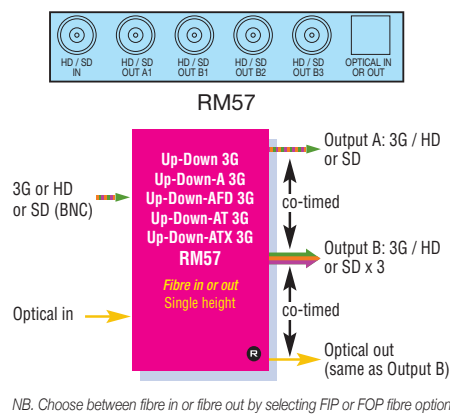 HD / SD
IN
HD / SD
OUT A1
HD / SD
OUT B1
HD / SD
OUT B2
HD / SD
OUT B3
OPTICAL IN
OR OUT
RM57
3G or HD
or SD (BNC)
Optical in
Up-Down 3G
Up-Down-A 3G
Up-Down-AFD 3G
Up-Down-AT 3G
Up-Down-ATX 3G
RM57
Fibre in or out
Single height
R
Output A: 3G / HD
or SD
co-timed
Output B: 3G / HD
or SD x 3
co-timed
Optical out
(same as Output B)
NB. Choose between fibre in or fibre out by selecting FIP or FOP fibre option